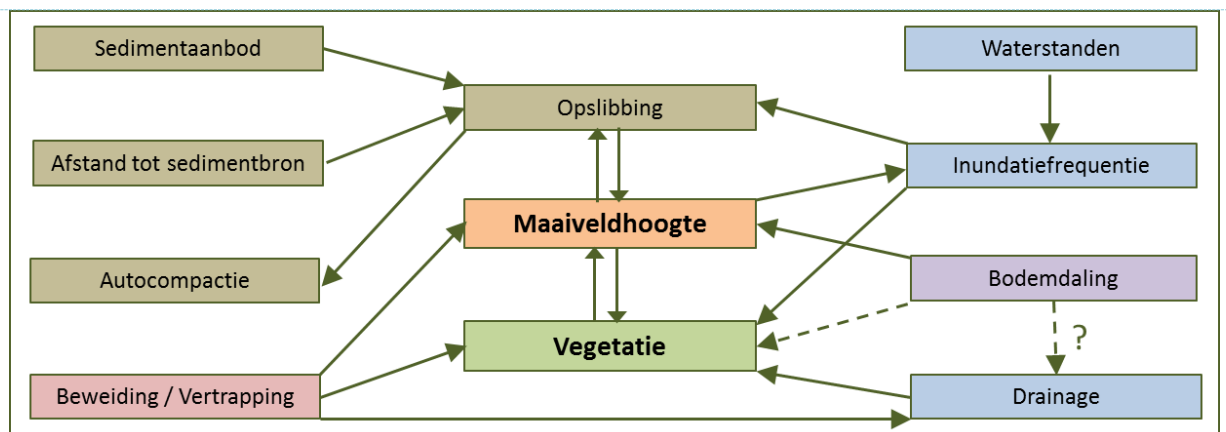 Sedimentaanbod
Waterstanden
Opslibbing
Afstand tot sedimentbron
Inundatiefrequentie
Maaiveldhoogte
Autocompactie
Bodemdaling
Vegetatie
?
Beweiding / Vertrapping
Drainage